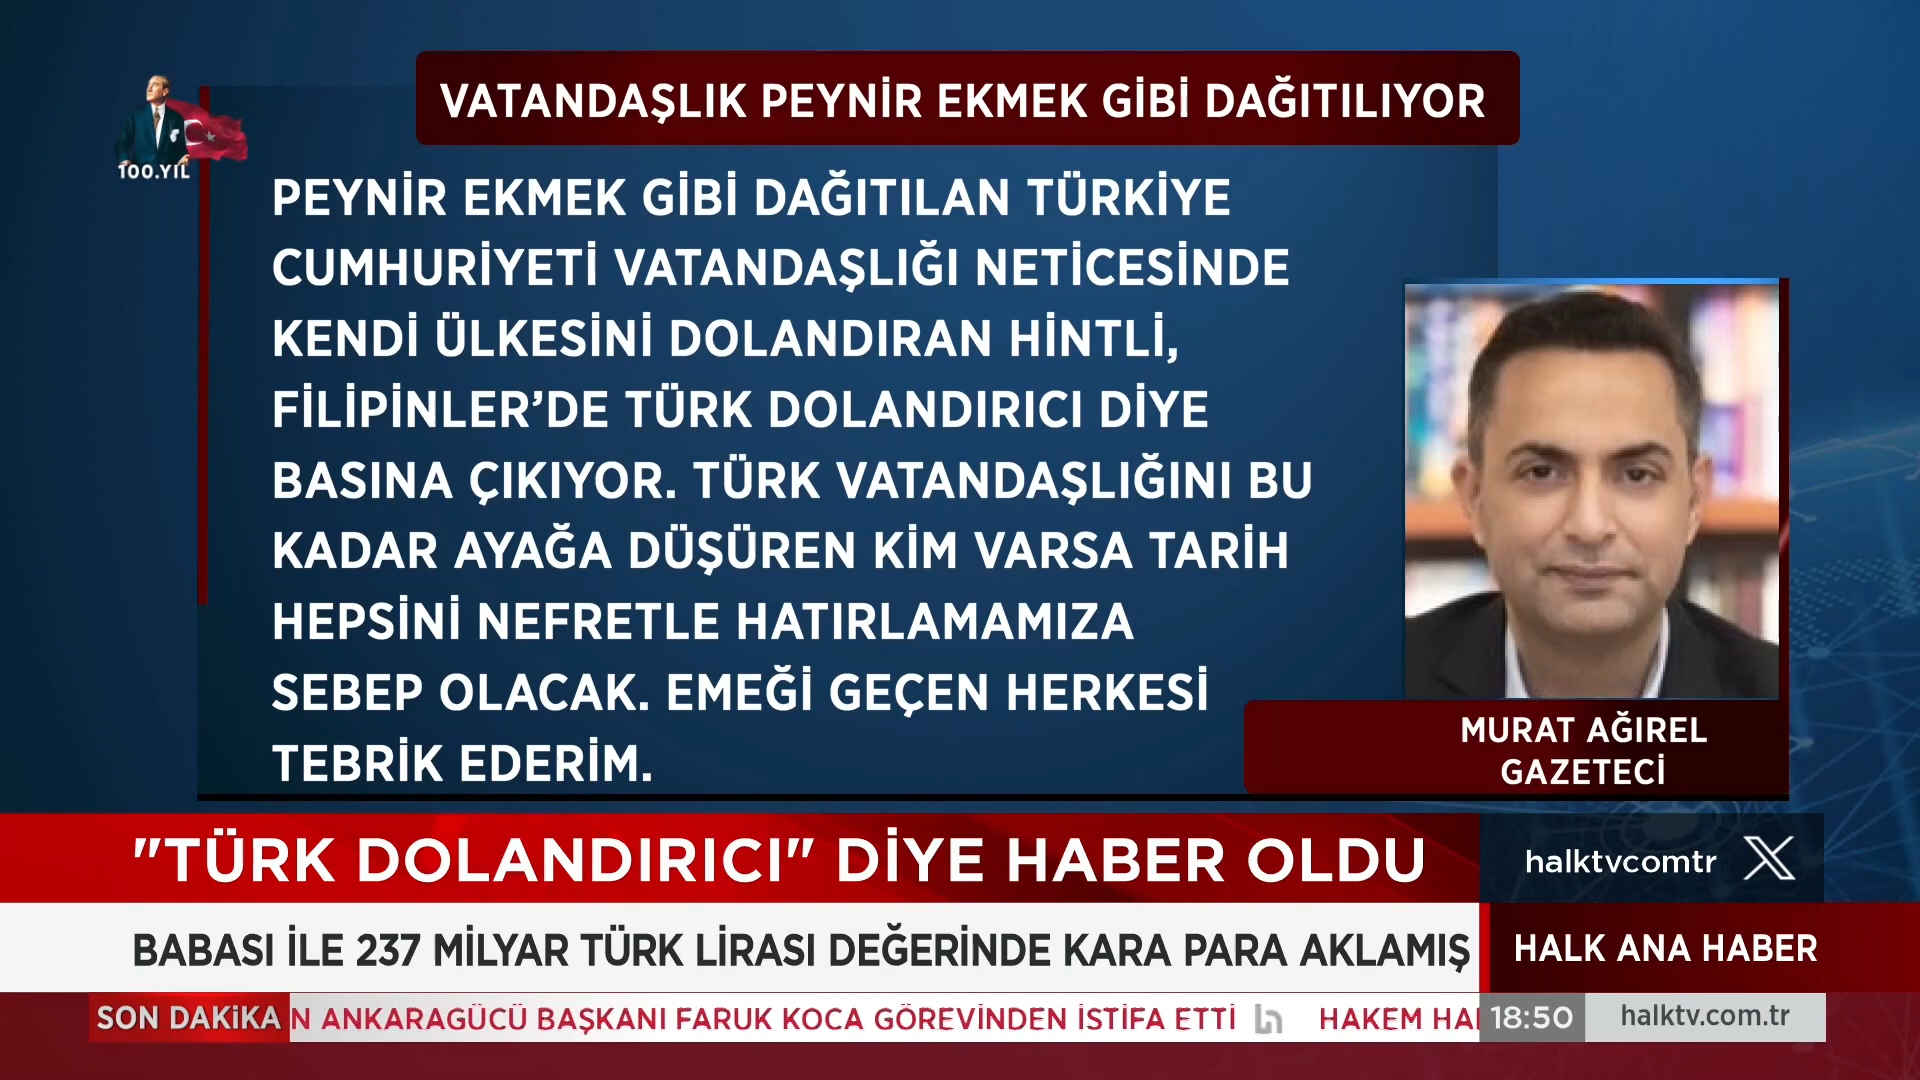 VATANDAŞLIK PEYNİR EKMEK GİBİ DAĞITILIYOR
100.YIL
PEYNİR EKMEK GİBİ DAĞITILAN TÜRKİYE
CUMHURİYETİ VATANDAŞLIĞI NETİCESİNDE
KENDİ ÜLKESİNİ DOLANDIRAN HİNTLİ,
FİLİPİNLER’DE TÜRK DOLANDIRICI DİYE
BASINA ÇIKIYOR. TÜRK VATANDAŞLIĞINI BU
KADAR AYAĞA DÜŞÜREN KİM VARSA TARİH
HEPSİNİ NEFRETLE HATIRLAMAMIZA
SEBEP OLACAK. EMEĞİ GEÇEN HERKESİ
TEBRİK EDERİM.
MURAT AĞIREL
GAZETECİ
"TÜRK DOLANDIRICI" DİYE HABER OLDU
halktvcomtr X
BABASI İLE 237 MİLYAR TÜRK LİRASI DEĞERİNDE KARA PARA AKLAMIŞ
HALK ANA HABER
SON DAKİKA N ANKARAGÜCÜ BAŞKANI FARUK KOCA GÖREVİNDEN İSTİFA ETTİ h HAKEM HA 18:50 halktv.com.tr